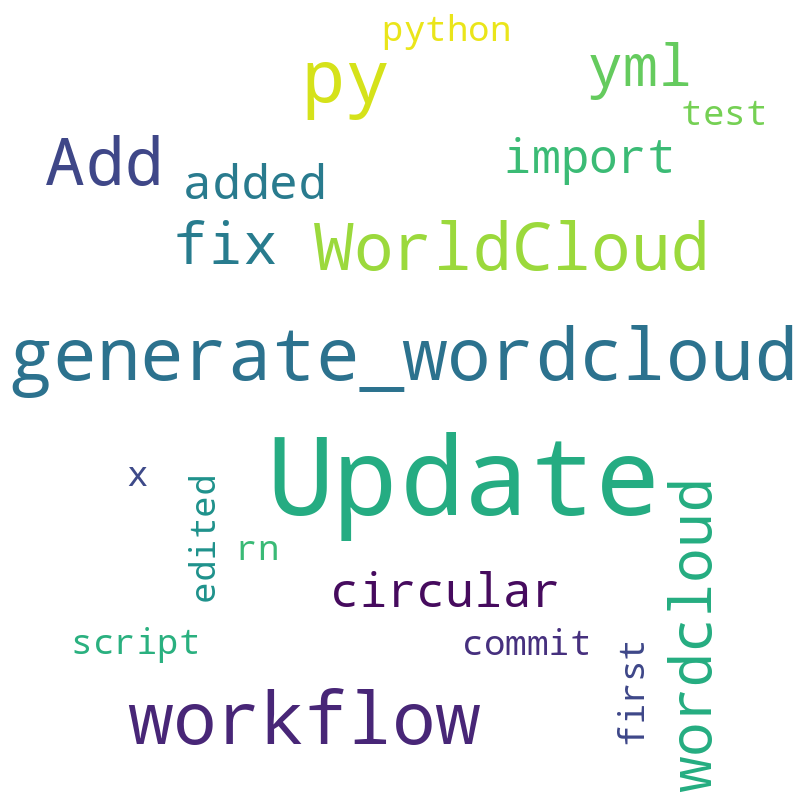 python
py
yml
test
Add
added
import
fix
WorldCloud
generate_wordcloud
Update
x
edited
rn
wordcloud
circular
script
commit
first
workflow